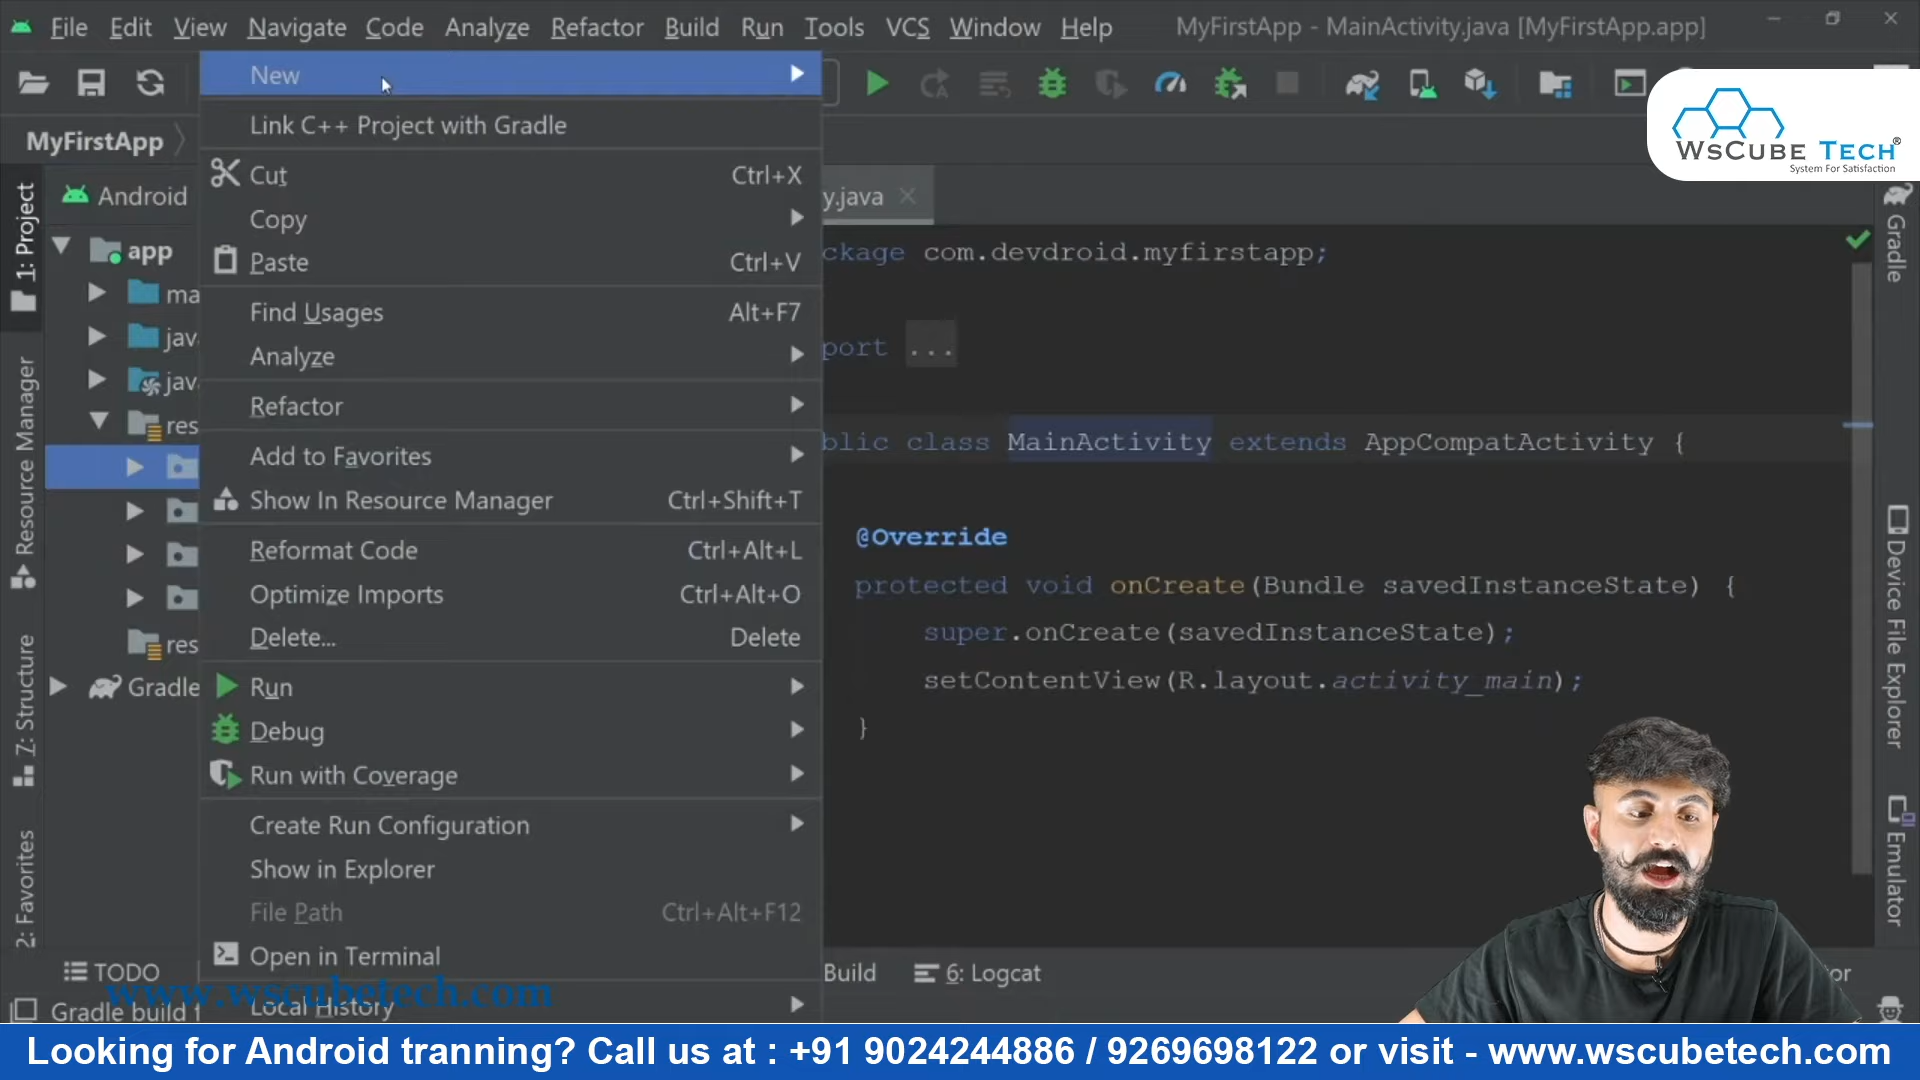 File Edit View Navigate Code Analyze Refactor Build Run Tools VCS Window Help MyFirstApp - MainActivity.java [MyFirstApp.app]
WsCube Tech®
System For Satisfaction
MyFirstApp
Android
y.java
app
ma
jav
jav
res
res
Gradle
1: Project
Resource Manager
Z: Structure
2: Favorites
New
Link C++ Project with Gradle
Cut Ctrl+X
Copy
Paste Ctrl+V
Find Usages Alt+F7
Analyze
Refactor
Add to Favorites
Show In Resource Manager Ctrl+Shift+T
Reformat Code Ctrl+Alt+L
Optimize Imports Ctrl+Alt+O
Delete... Delete
Run
Debug
Run with Coverage
Create Run Configuration
Show in Explorer
File Path Ctrl+Alt+F12
Open in Terminal
Local History
ckage com.devdroid.myfirstapp;
port ...
blic class MainActivity extends AppCompatActivity {
@Override
protected void onCreate(Bundle savedInstanceState) {
super.onCreate(savedInstanceState);
setContentView(R.layout.activity_main);
}
Gradle
Device File Explorer
Emulator
TODO Build 6: Logcat or
www.wscubetech.com
Gradle build f
Looking for Android tranning? Call us at : +91 9024244886 / 9269698122 or visit - www.wscubetech.com